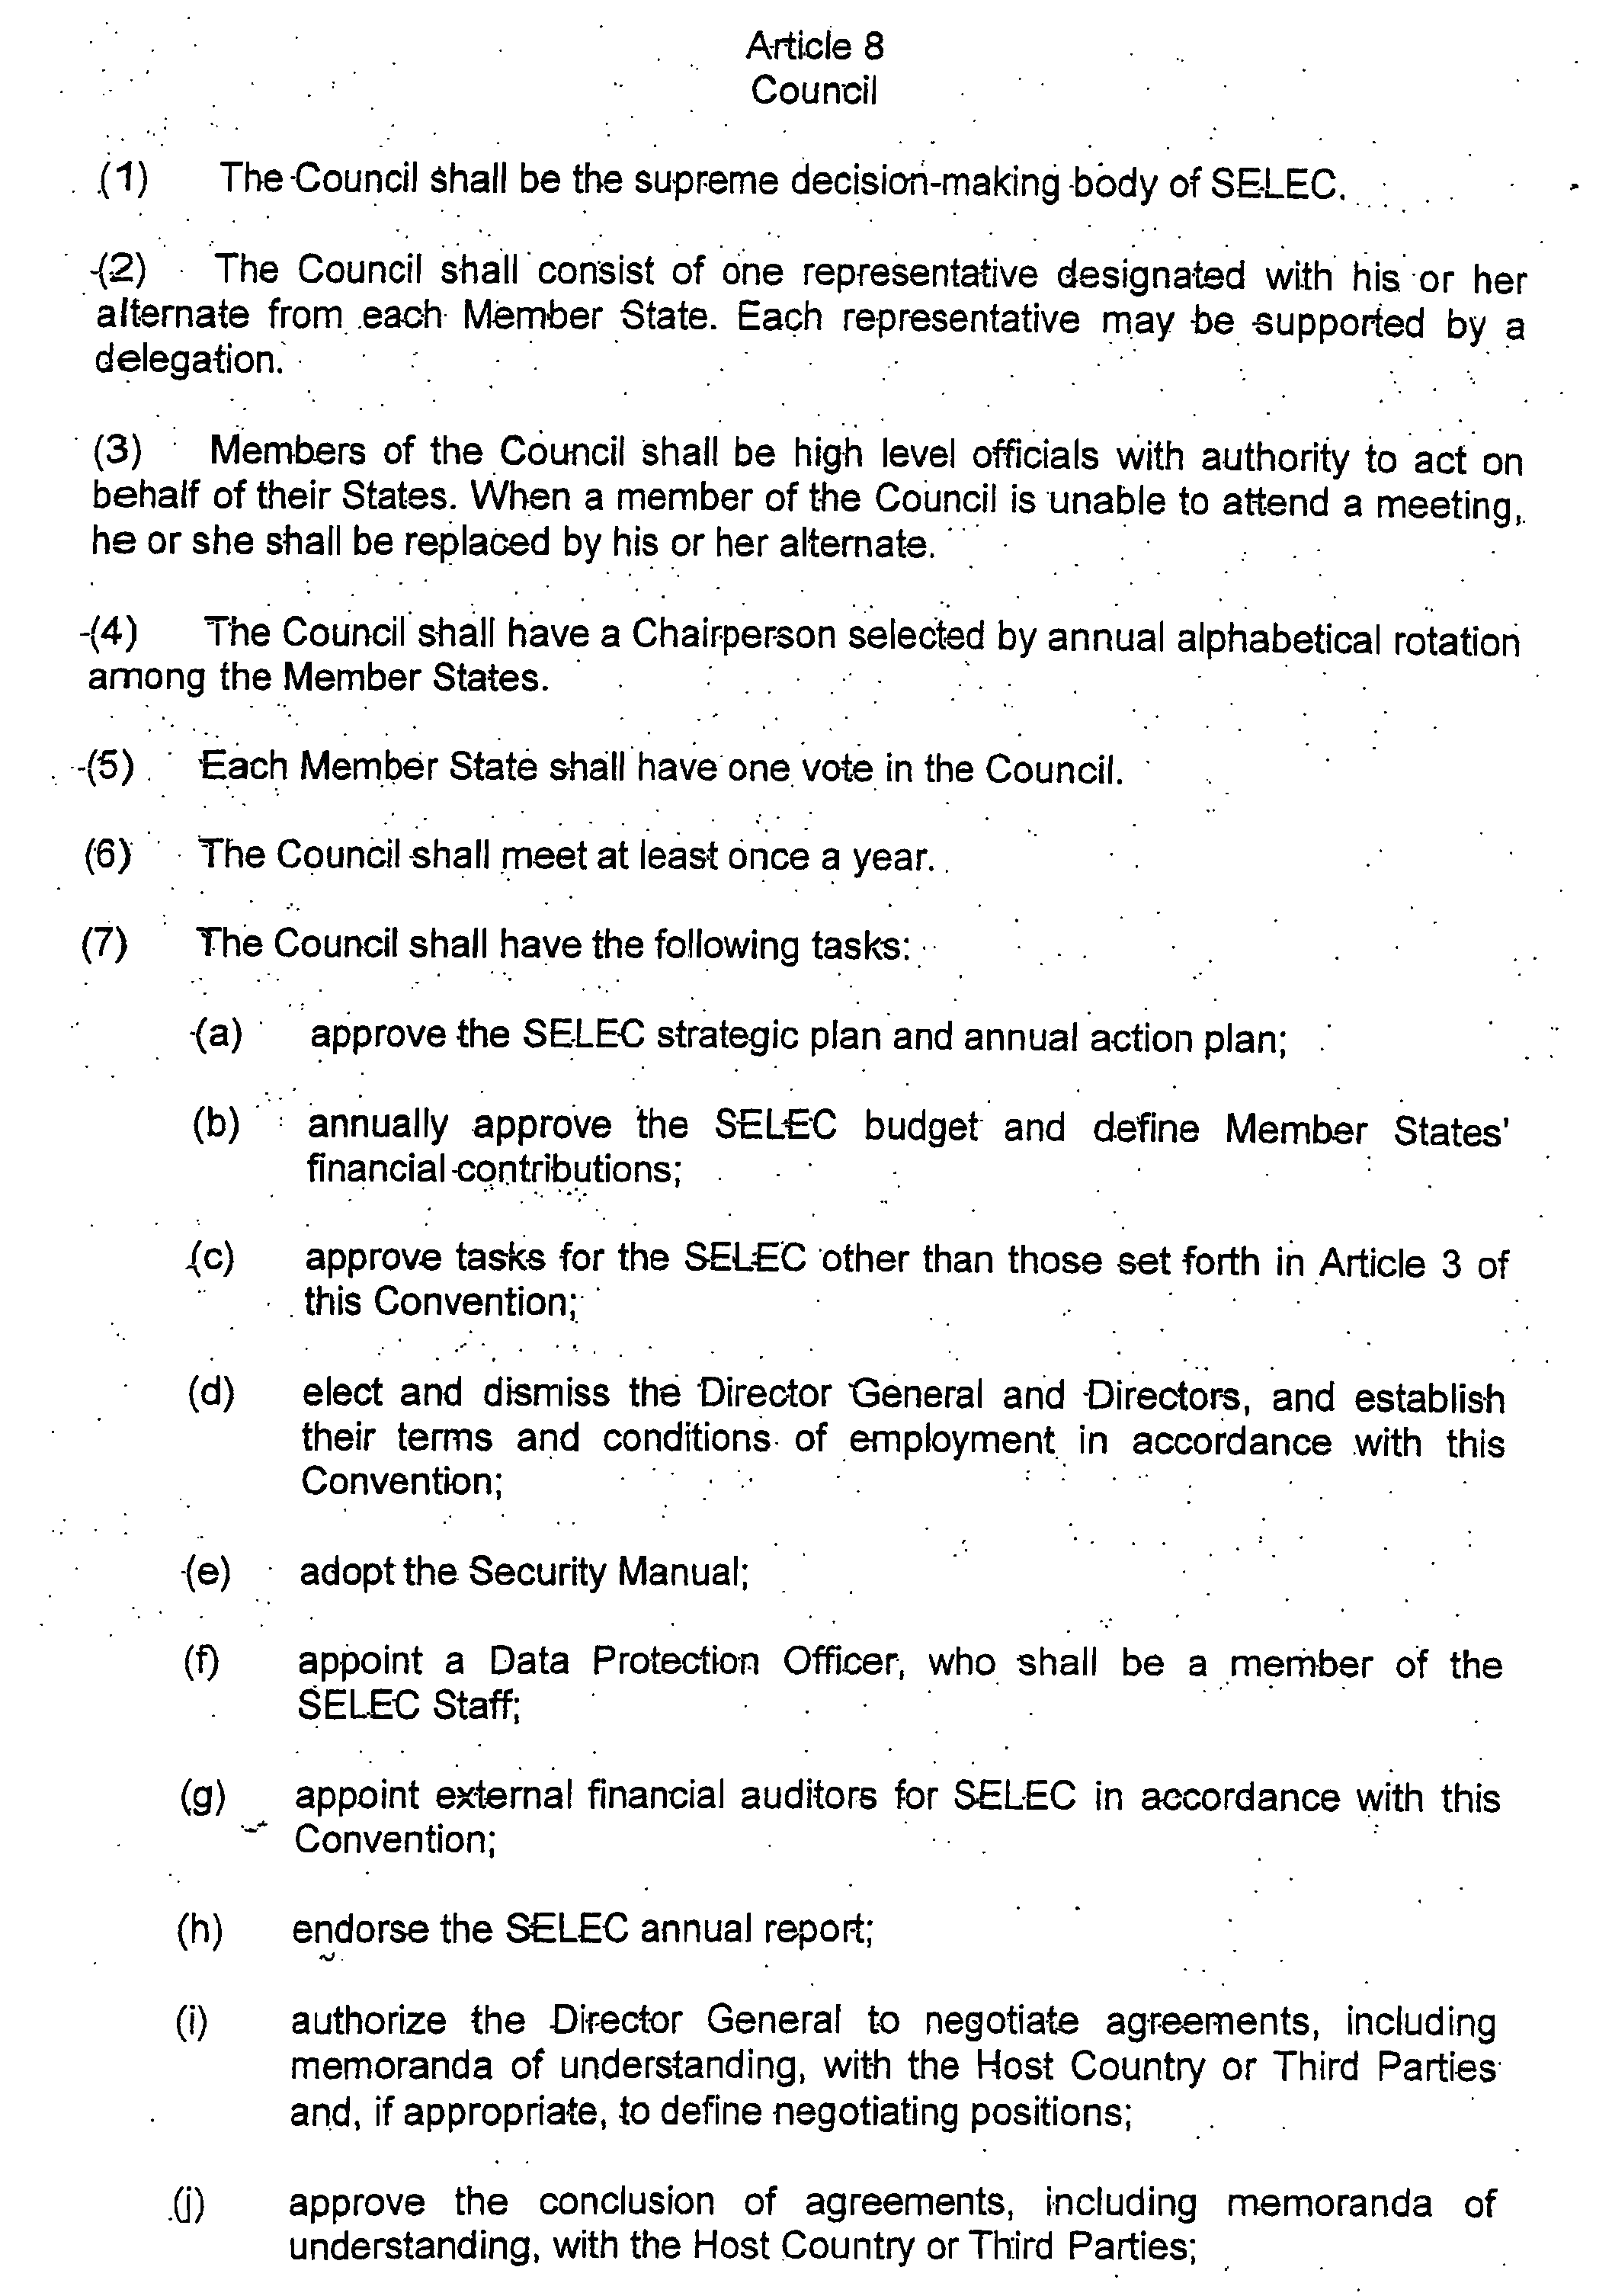 Article 8
Council
(1) The Council shall be the supreme decision-making body of SELEC.
(2) The Council shall consist of one representative designated with his or her
alternate from each Member State. Each representative may be supported by a
delegation.
(3) Members of the Council shall be high level officials with authority to act on
behalf of their States. When a member of the Council is unable to attend a meeting,
he or she shall be replaced by his or her alternate.
(4) The Council shall have a Chairperson selected by annual alphabetical rotation
among the Member States.
(5) Each Member State shall have one vote in the Council.
(6) The Council shall meet at least once a year.
(7) The Council shall have the following tasks:
(a) approve the SELEC strategic plan and annual action plan;
(b) annually approve the SELEC budget and define Member States'
financial contributions;
(c) approve tasks for the SELEC other than those set forth in Article 3 of
this Convention;
(d) elect and dismiss the Director General and Directors, and establish
their terms and conditions of employment in accordance with this
Convention;
(e) adopt the Security Manual;
(f) appoint a Data Protection Officer, who shall be a member of the
SELEC Staff;
(g) appoint external financial auditors for SELEC in accordance with this
Convention;
(h) endorse the SELEC annual report;
(i) authorize the Director General to negotiate agreements, including
memoranda of understanding, with the Host Country or Third Parties
and, if appropriate, to define negotiating positions;
(j) approve the conclusion of agreements, including memoranda of
understanding, with the Host Country or Third Parties;